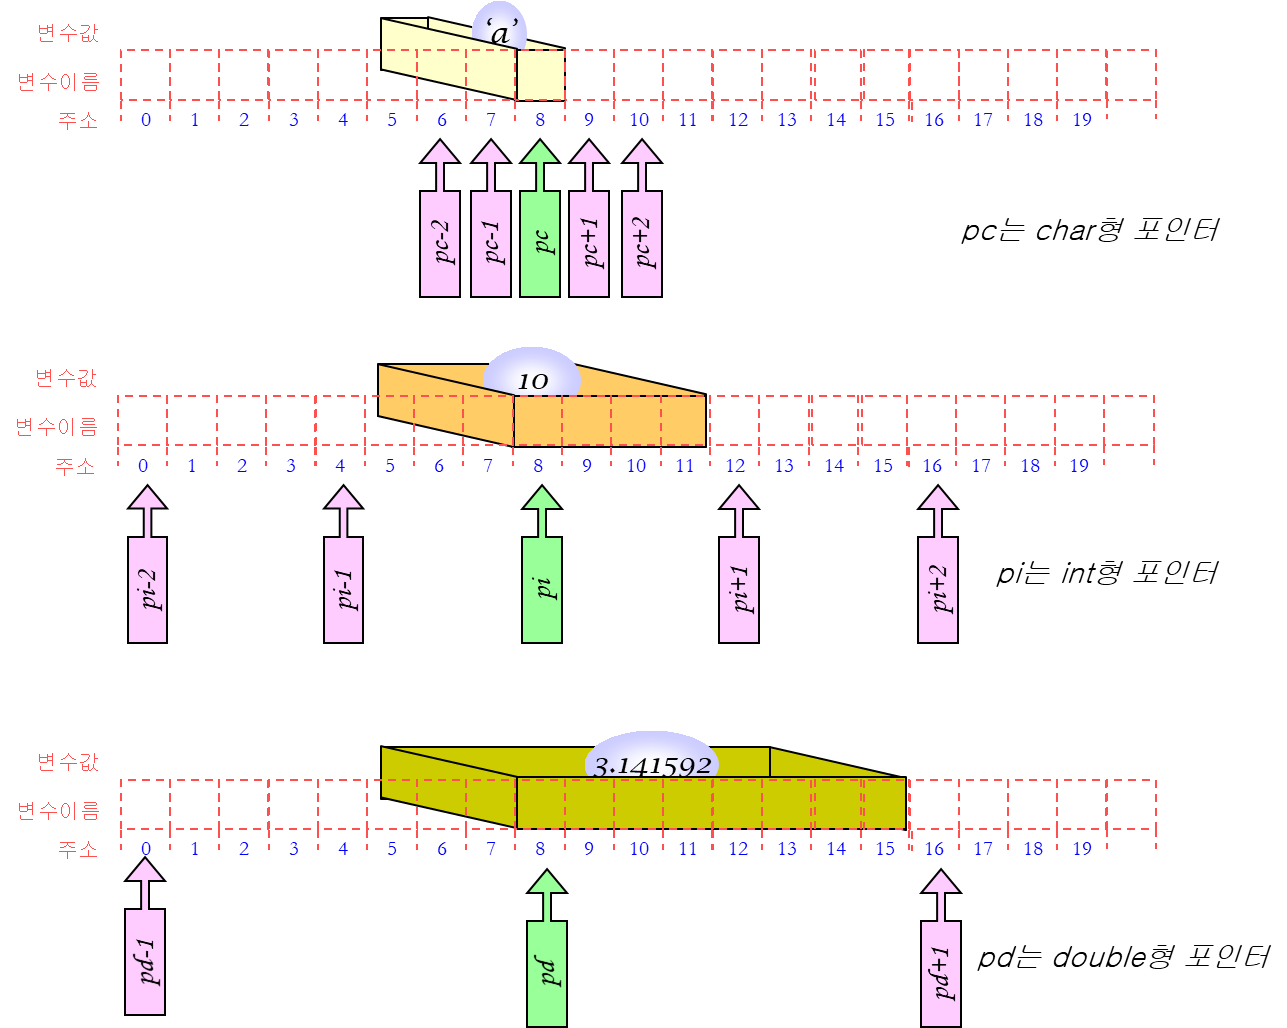 변수값 ‘a’
변수이름
주소 0 1 2 3 4 5 6 7 8 9 10 11 12 13 14 15 16 17 18 19
pc-2 pc-1 pc pc+1 pc+2
pc는 char형 포인터
변수값 10
변수이름
주소 0 1 2 3 4 5 6 7 8 9 10 11 12 13 14 15 16 17 18 19
pi-2 pi-1 pi pi+1 pi+2
pi는 int형 포인터
변수값 3.141592
변수이름
주소 0 1 2 3 4 5 6 7 8 9 10 11 12 13 14 15 16 17 18 19
pd-1 pd pd+1
pd는 double형 포인터